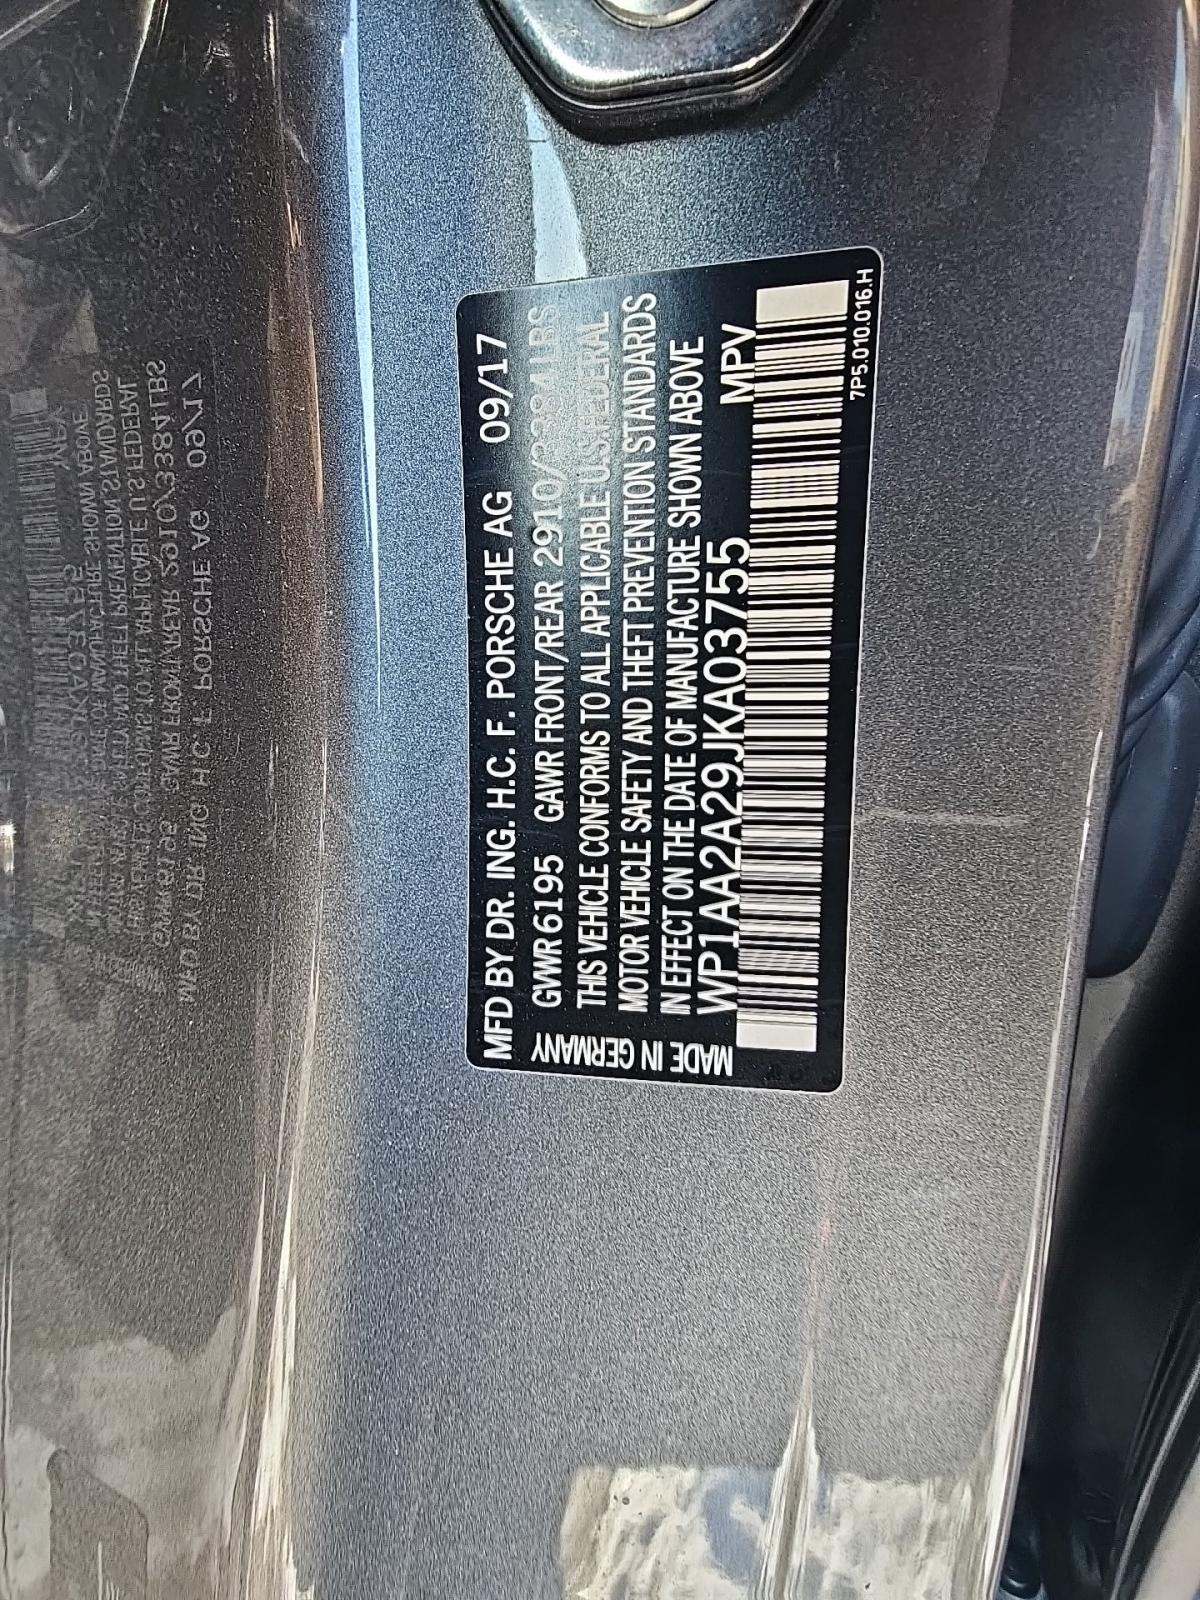 MFD BY DR. ING. H.C. F. PORSCHE AG 09/17
GWWR 6195 GAWR FRONT/REAR 2910/3384 LBS
THIS VEHICLE CONFORMS TO ALL APPLICABLE U.S.FEDERAL
MOTOR VEHICLE SAFETY AND THEFT PREVENTION STANDARDS
IN EFFECT ON THE DATE OF MANUFACTURE SHOWN ABOVE
WP1AA2A29JKA03755 MPV
MADE IN GERMANY
7P5.010.016.H